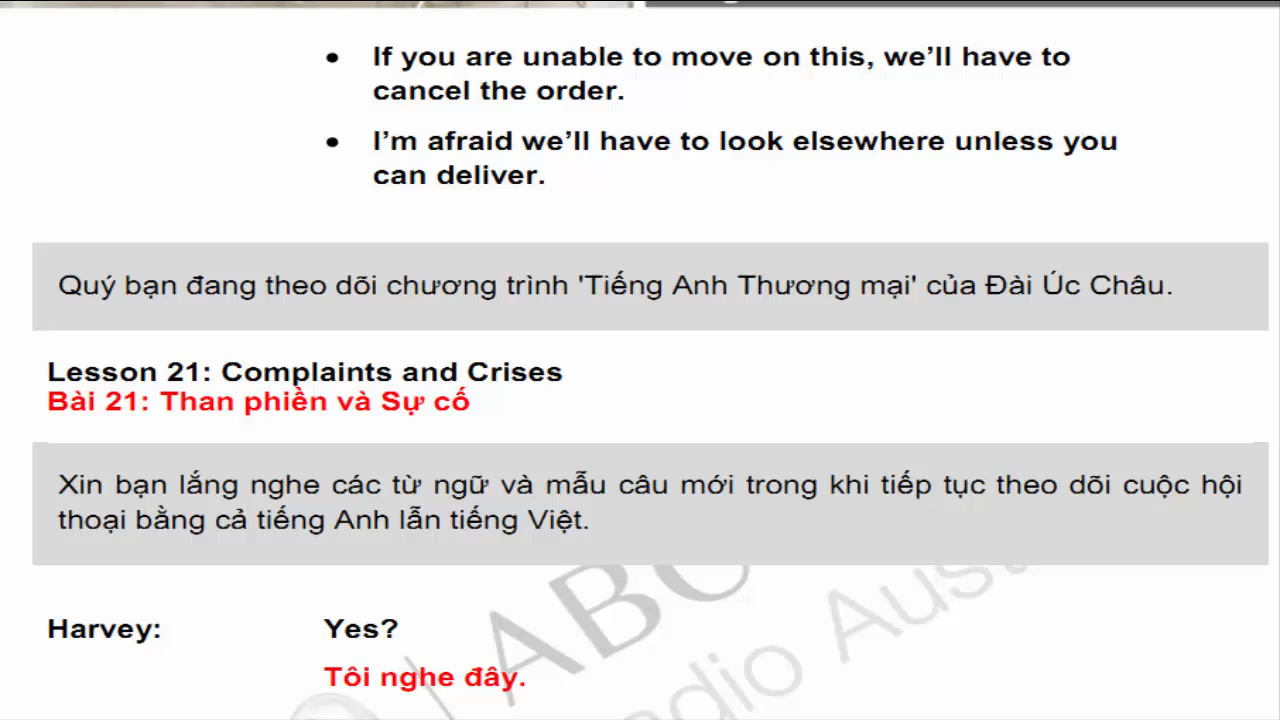 • If you are unable to move on this, we’ll have to
cancel the order.
• I’m afraid we’ll have to look elsewhere unless you
can deliver.
Quý bạn đang theo dõi chương trình 'Tiếng Anh Thương mại' của Đài Úc Châu.
Lesson 21: Complaints and Crises
Bài 21: Than phiền và Sự cố
Xin bạn lắng nghe các từ ngữ và mẫu câu mới trong khi tiếp tục theo dõi cuộc hội
thoại bằng cả tiếng Anh lẫn tiếng Việt.
Harvey: Yes?
Tôi nghe đây.
ABC